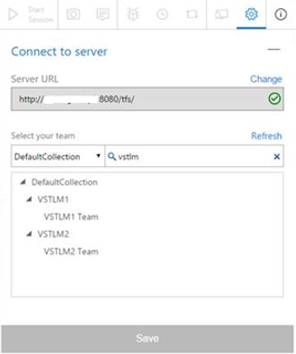 Start
Session
Connect to server
Server URL
Change
http:// 8080/tfs/
Select your team
Refresh
DefaultCollection
vstlm
DefaultCollection
VSTLM1
VSTLM1 Team
VSTLM2
VSTLM2 Team
Save